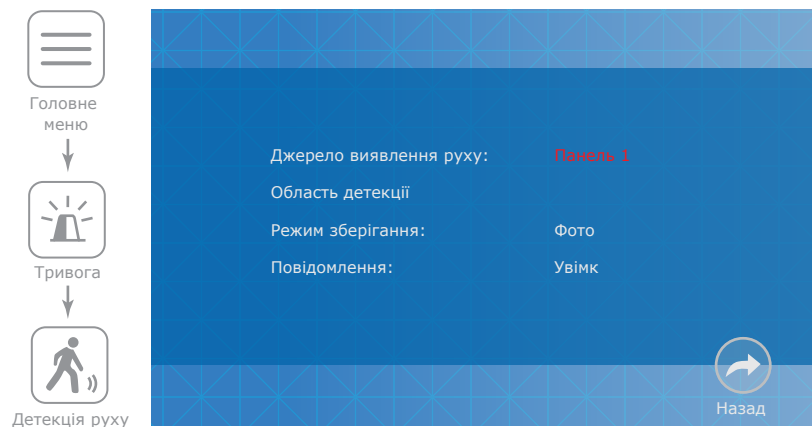 Головне
меню
Тривога
Детекція руху
Джерело виявлення руху: Панель 1
Область детекції
Режим зберігання: Фото
Повідомлення: Увімк
Назад